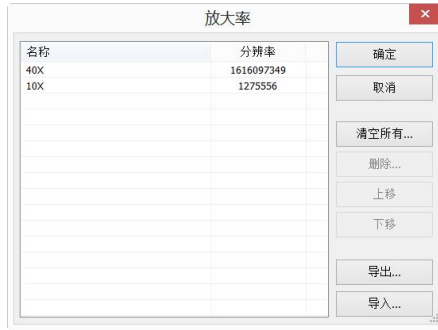 放大率
名称 分辨率
40X 1616097349
10X 1275556
确定
取消
清空所有...
删除...
上移
下移
导出...
导入...